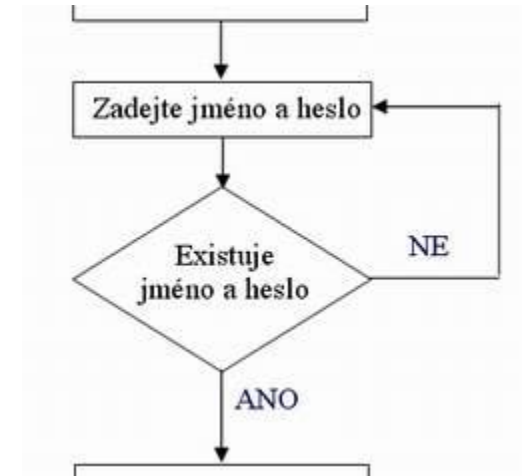 Zadejte jméno a heslo
Existuje
jméno a heslo
NE
ANO